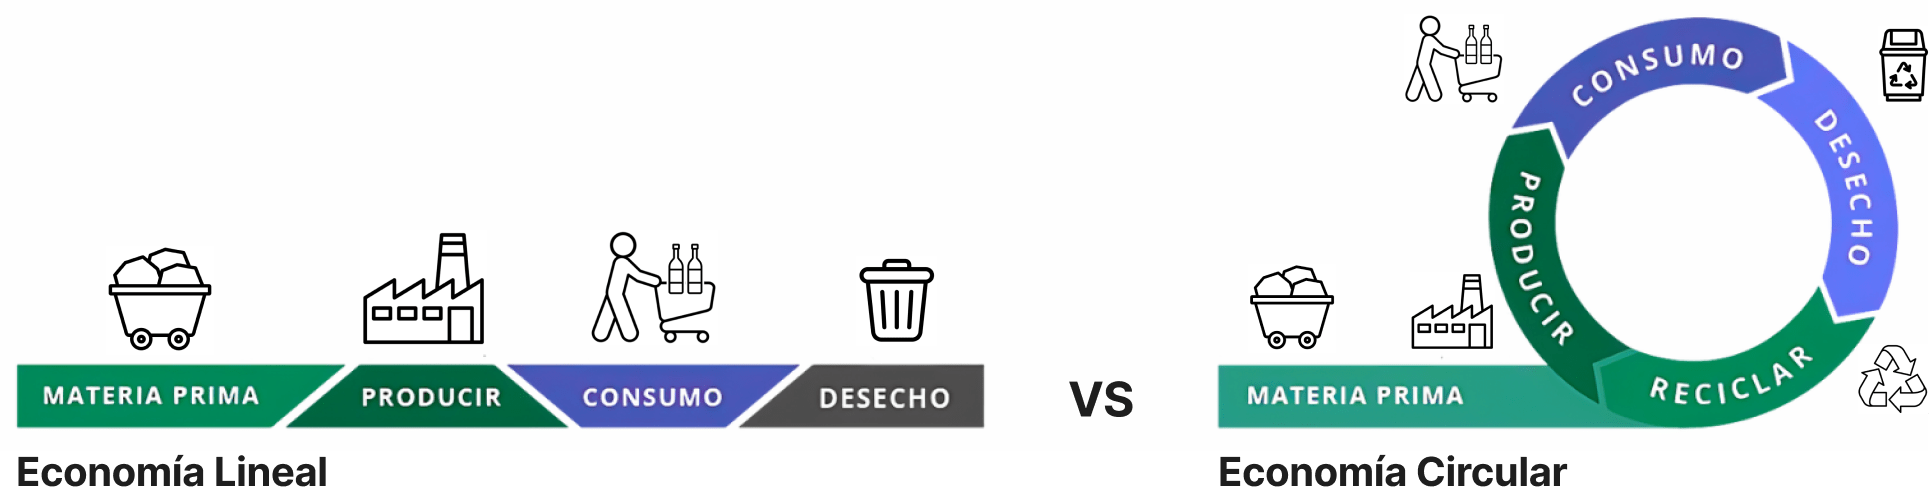 MATERIA PRIMA
PRODUCIR
CONSUMO
DESECHO
Economía Lineal
VS
MATERIA PRIMA
PRODUCIR
CONSUMO
DESECHO
RECICLAR
Economía Circular